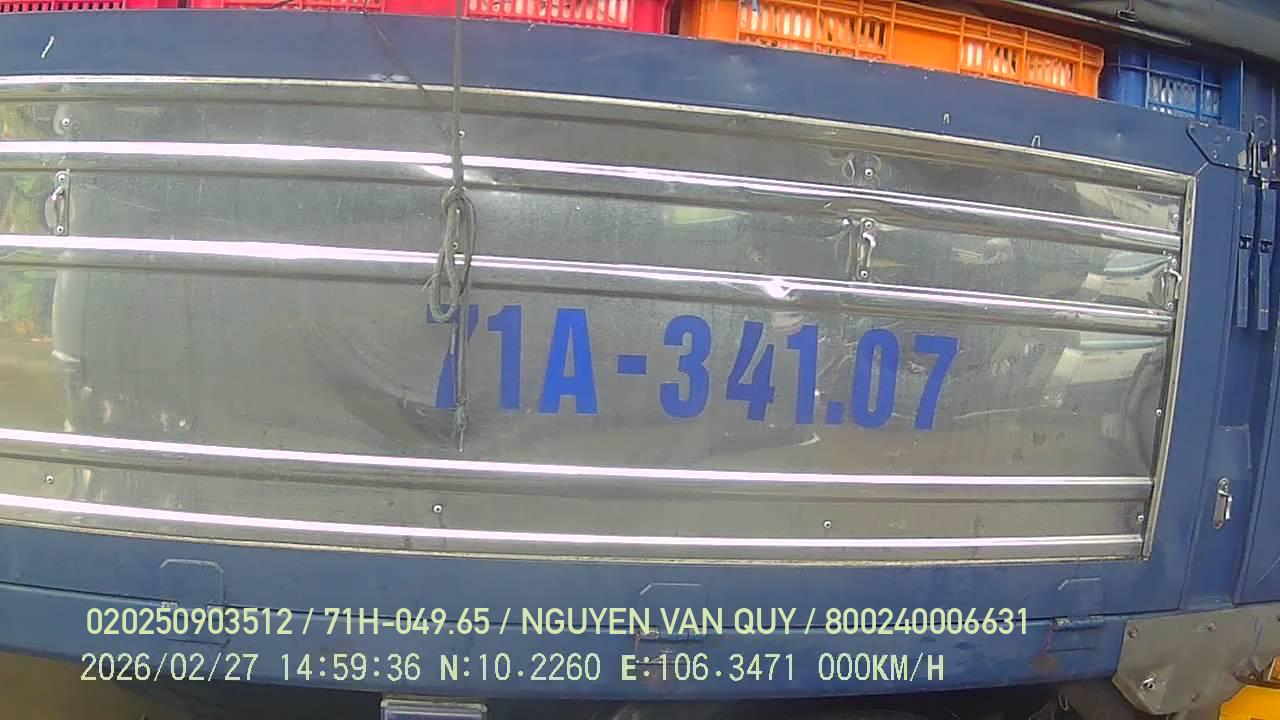 71A-341.07
020250903512 / 71H-049.65 / NGUYEN VAN QUY / 800240006631
2026/02/27 14:59:36 N:10.2260 E:106.3471 000KM/H